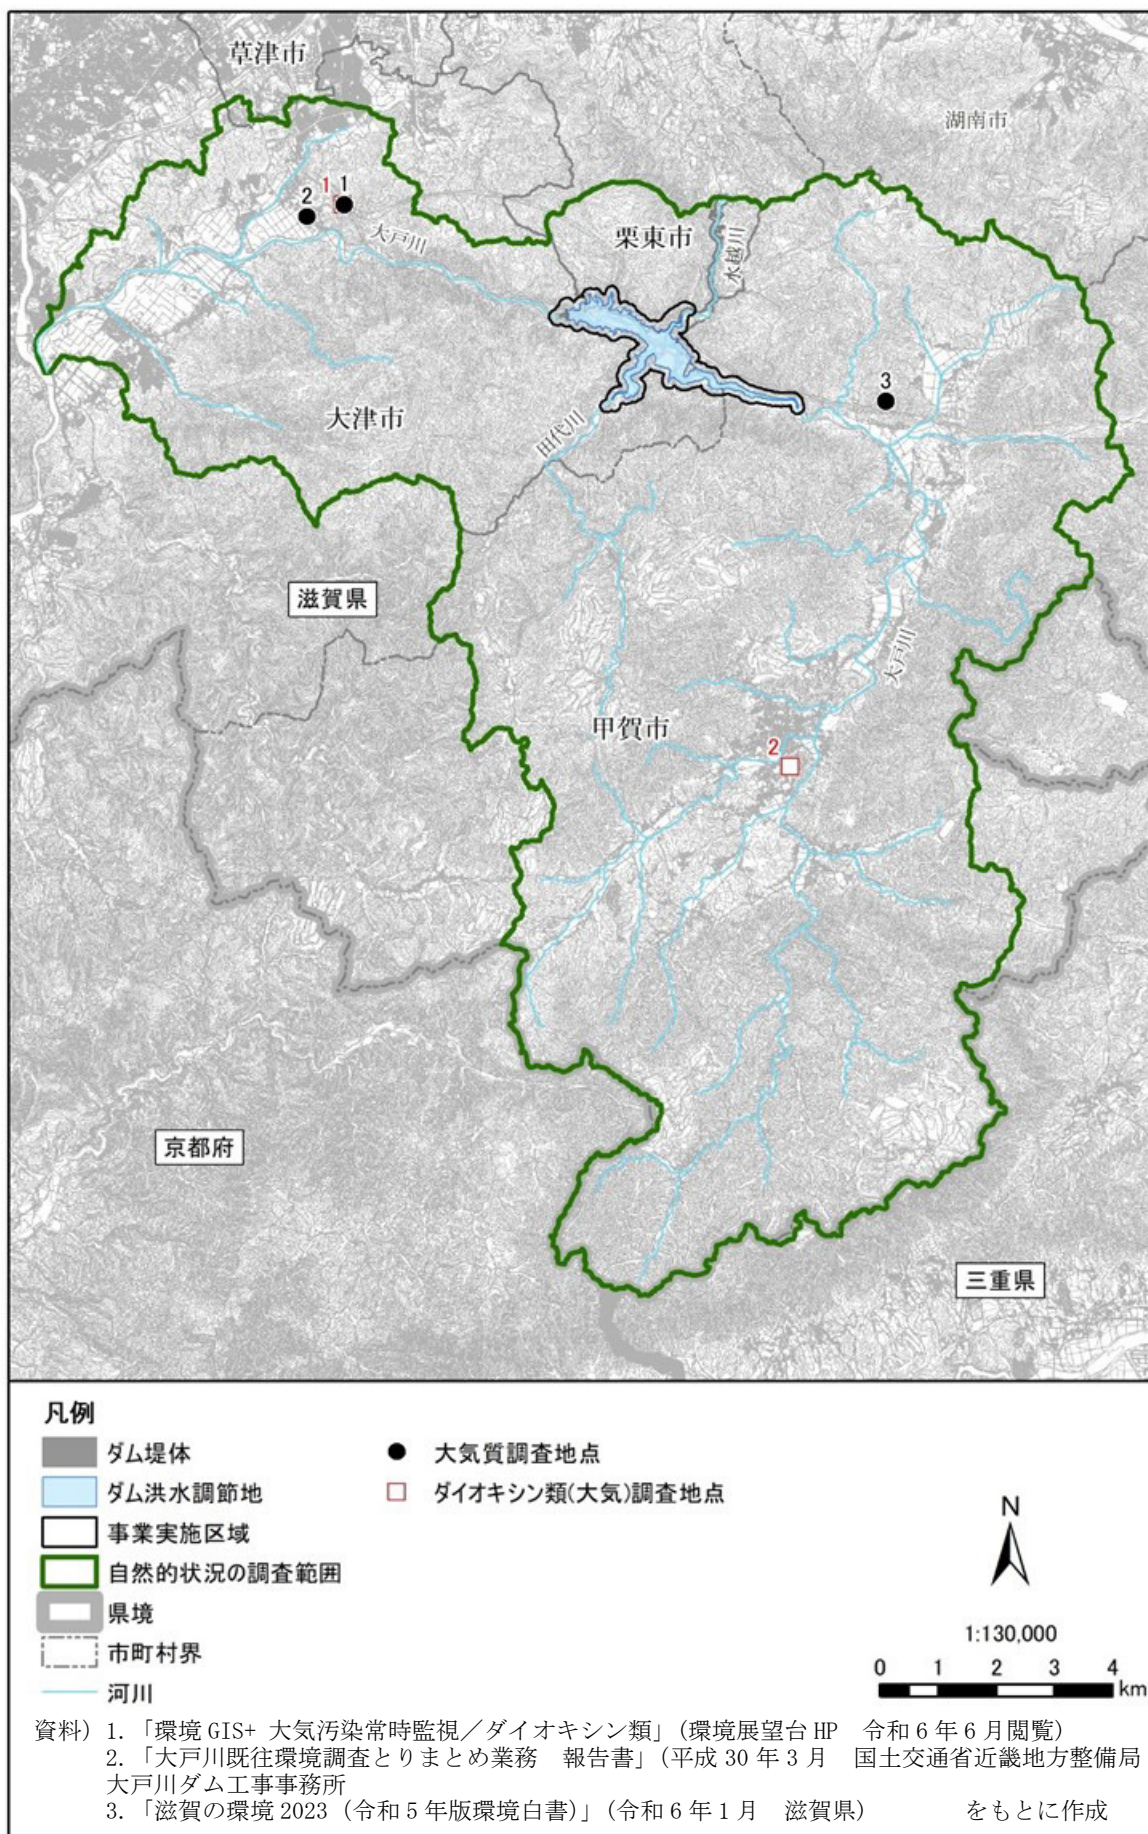 草津市
湖南市
1
1
2
大戸川
栗東市
水越川
3
大津市
田代川
滋賀県
大戸川
甲賀市
2
京都府
三重県
凡例
ダム堤体
ダム洪水調節地
事業実施区域
自然的状況の調査範囲
県境
市町村界
河川
大気質調査地点
ダイオキシン類(大気)調査地点
N
1:130,000
0 1 2 3 4
km
資料) 1. 「環境 GIS+ 大気汚染常時監視／ダイオキシン類」(環境展望台 HP 令和 6 年 6 月閲覧)
2. 「大戸川既往環境調査とりまとめ業務 報告書」(平成 30 年 3 月 国土交通省近畿地方整備局
大戸川ダム工事事務所
3. 「滋賀の環境 2023 (令和 5 年版環境白書)」(令和 6 年 1 月 滋賀県) をもとに作成